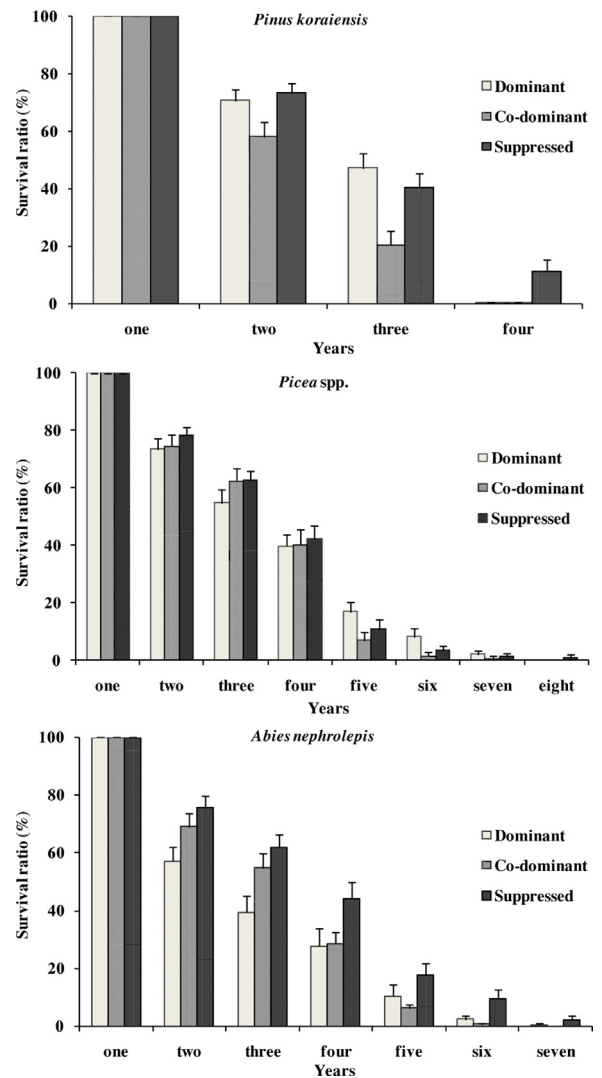 Pinus koraiensis
Survival ratio (%)
100
80
60
40
20
0
Dominant
Co-dominant
Suppressed
one two three four
Years
Picea spp.
Survival ratio (%)
100
80
60
40
20
0
Dominant
Co-dominant
Suppressed
one two three four five six seven eight
Years
Abies nephrolepis
Survival ratio (%)
100
80
60
40
20
0
Dominant
Co-dominant
Suppressed
one two three four five six seven
Years